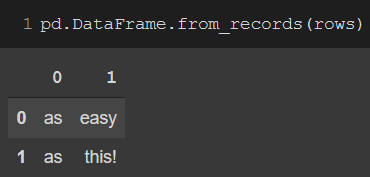 1 pd.DataFrame.from_records(rows)
0 1
0 as easy
1 as this!